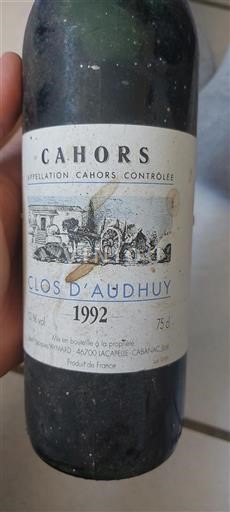 CAHORS
APPELLATION CAHORS CONTRÔLÉE
CLOS D'AUDHUY
1992
% vol
75 cl
Mis en bouteille à la propriété
46700 LACAPELLE-CABANAC
Produit de France